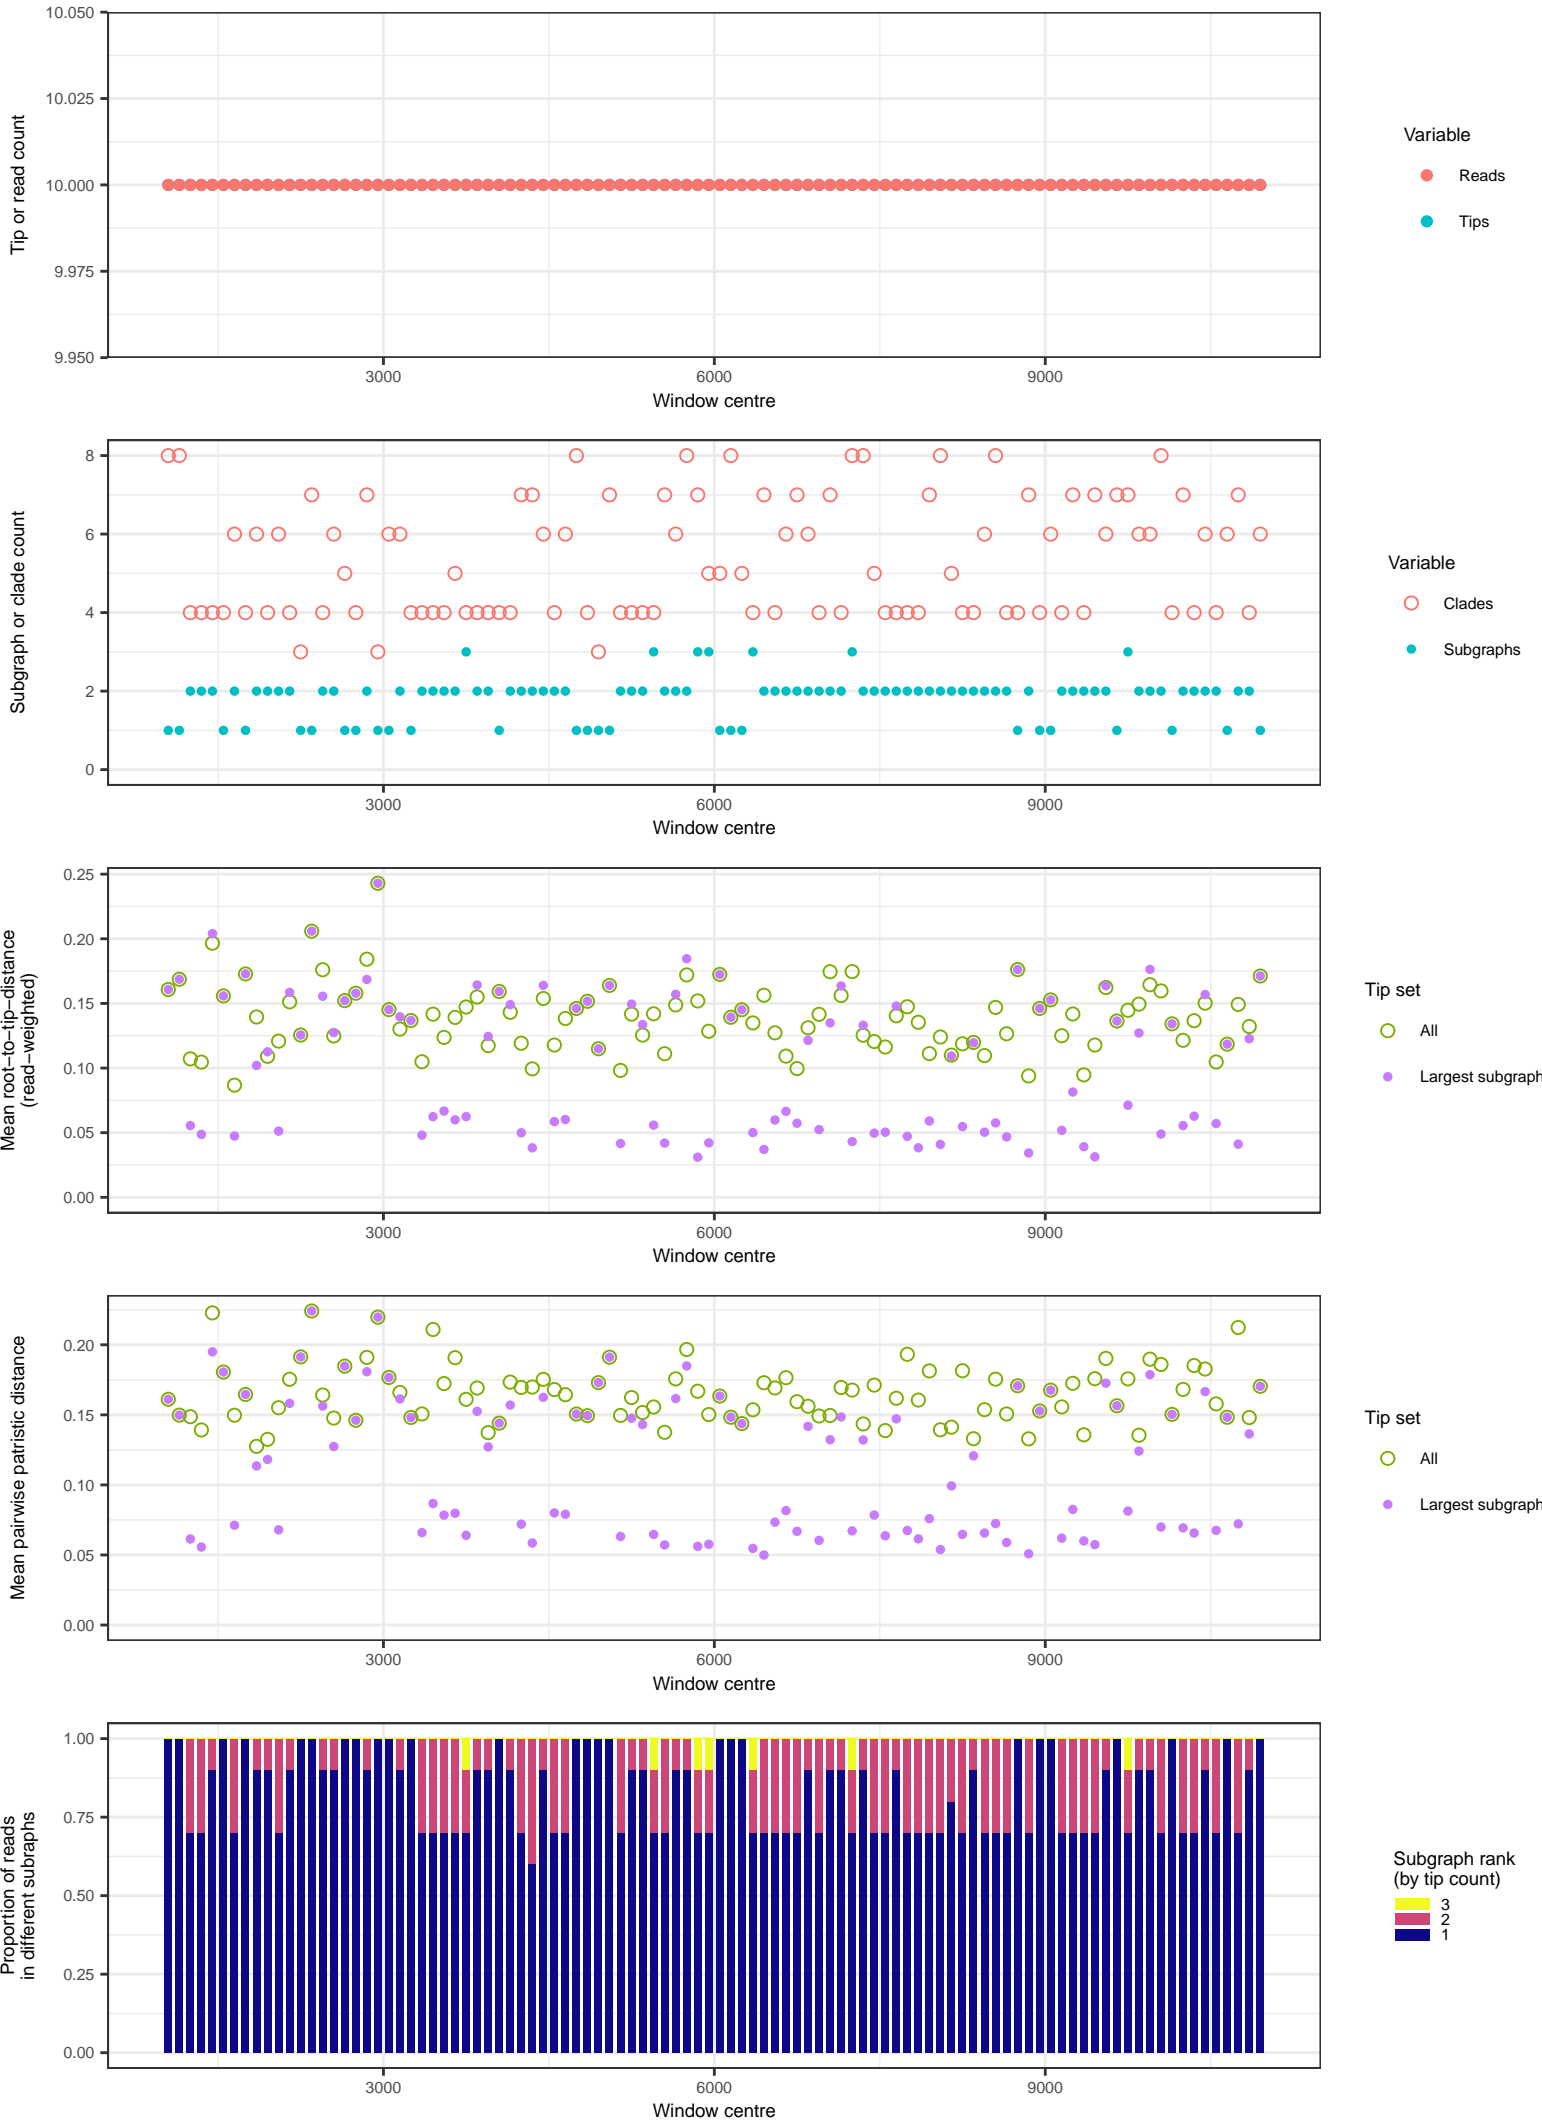 10.050
10.025
10.000
9.975
9.950
Tip or read count
3000 6000 9000
Window centre
Variable
Reads
Tips
8
6
4
2
0
Subgraph or clade count
3000 6000 9000
Window centre
Variable
Clades
Subgraphs
0.25
0.20
0.15
0.10
0.05
0.00
Mean root−to−tip−distance
(read−weighted)
3000 6000 9000
Window centre
Tip set
All
Largest subgraph
0.20
0.15
0.10
0.05
0.00
Mean pairwise patristic distance
3000 6000 9000
Window centre
Tip set
All
Largest subgraph
1.00
0.75
0.50
0.25
0.00
Proportion of reads
in different subraphs
3000 6000 9000
Window centre
Subgraph rank
(by tip count)
3
2
1